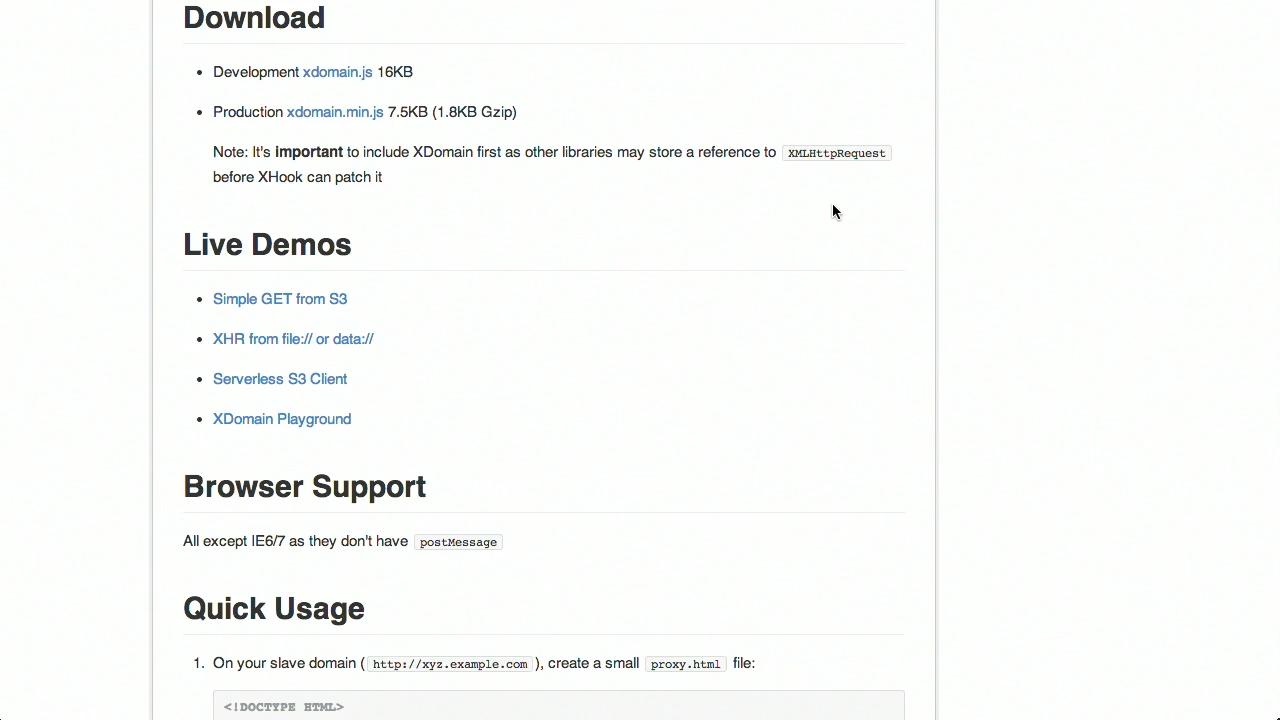 Download
• Development xdomain.js 16KB
• Production xdomain.min.js 7.5KB (1.8KB Gzip)
Note: It's important to include XDomain first as other libraries may store a reference to XMLHttpRequest
before XHook can patch it
Live Demos
• Simple GET from S3
• XHR from file:// or data://
• Serverless S3 Client
• XDomain Playground
Browser Support
All except IE6/7 as they don't have postMessage
Quick Usage
1. On your slave domain ( http://xyz.example.com ), create a small proxy.html file:
<!DOCTYPE HTML>